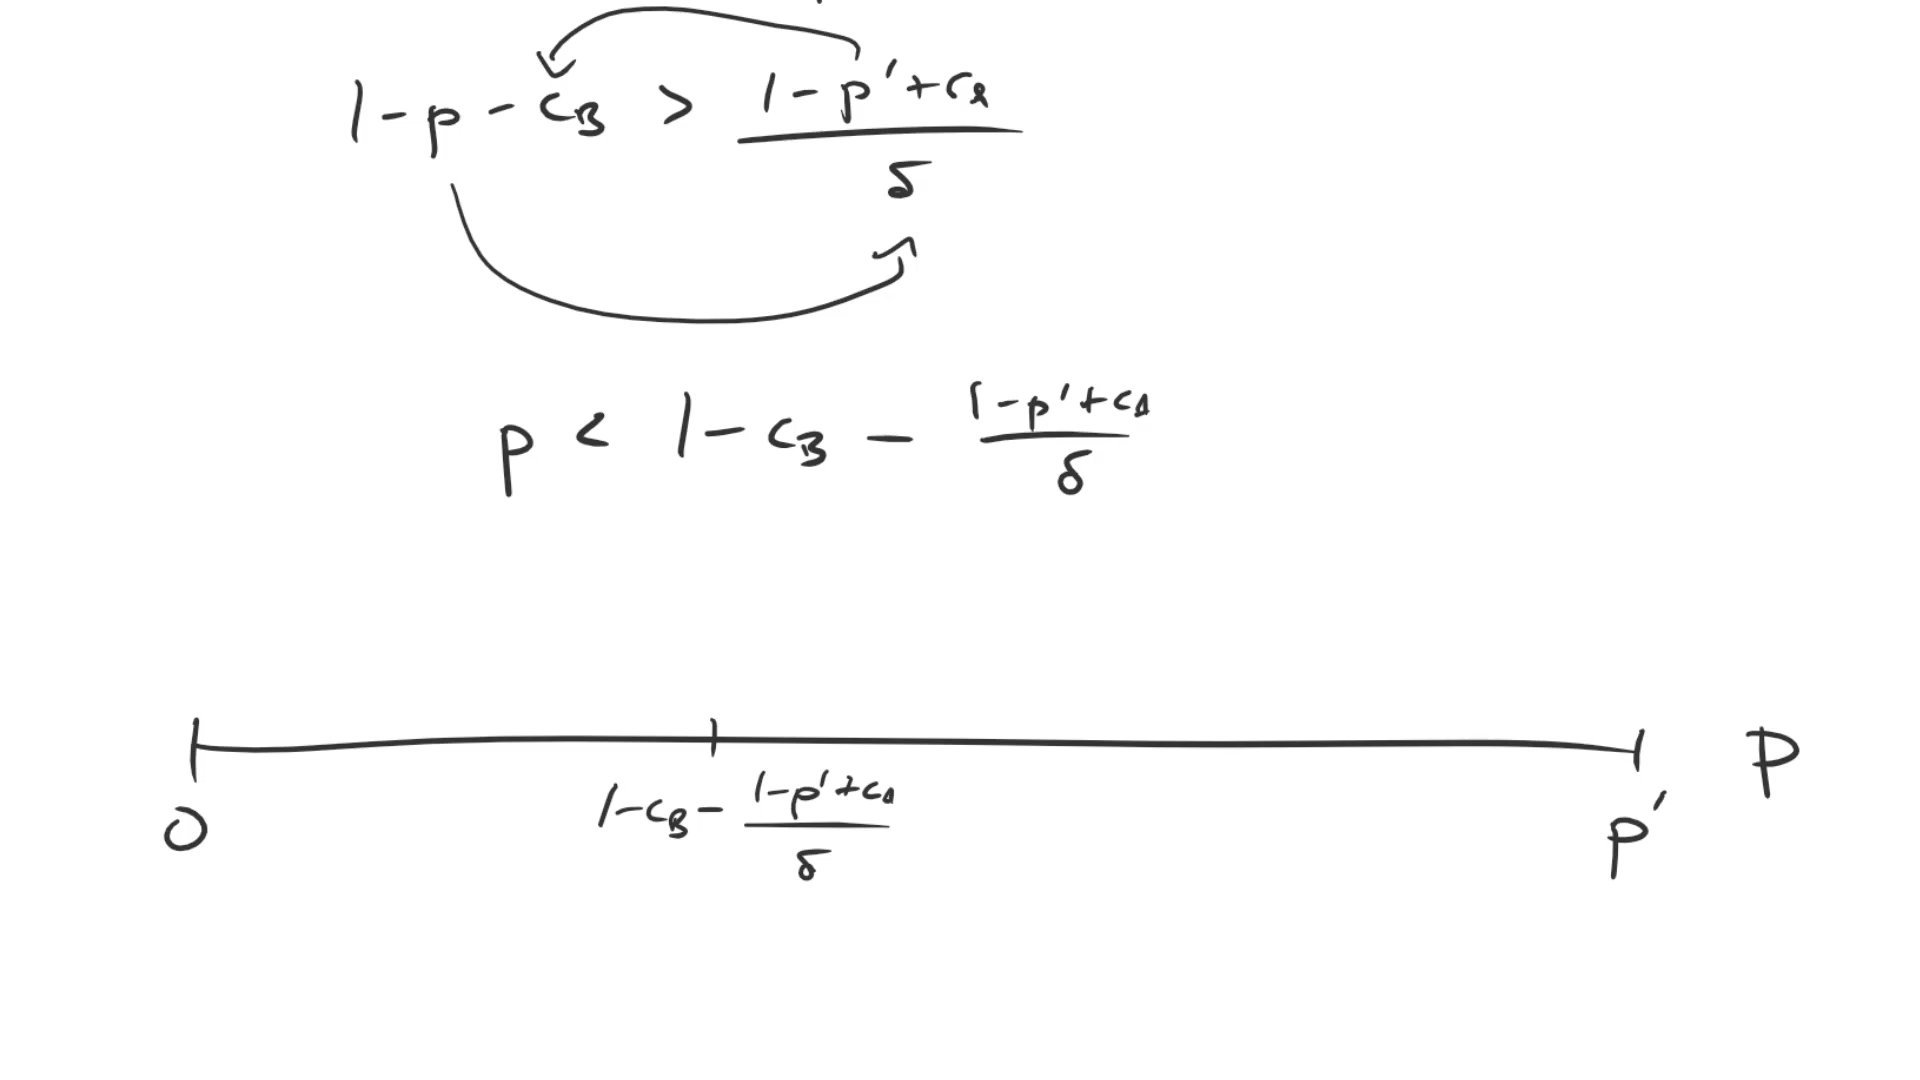 1-p-c_B > (1-p'+c_A)/δ
p < 1-c_B - (1-p'+c_A)/δ
0 1-c_B - (1-p'+c_A)/δ p' P